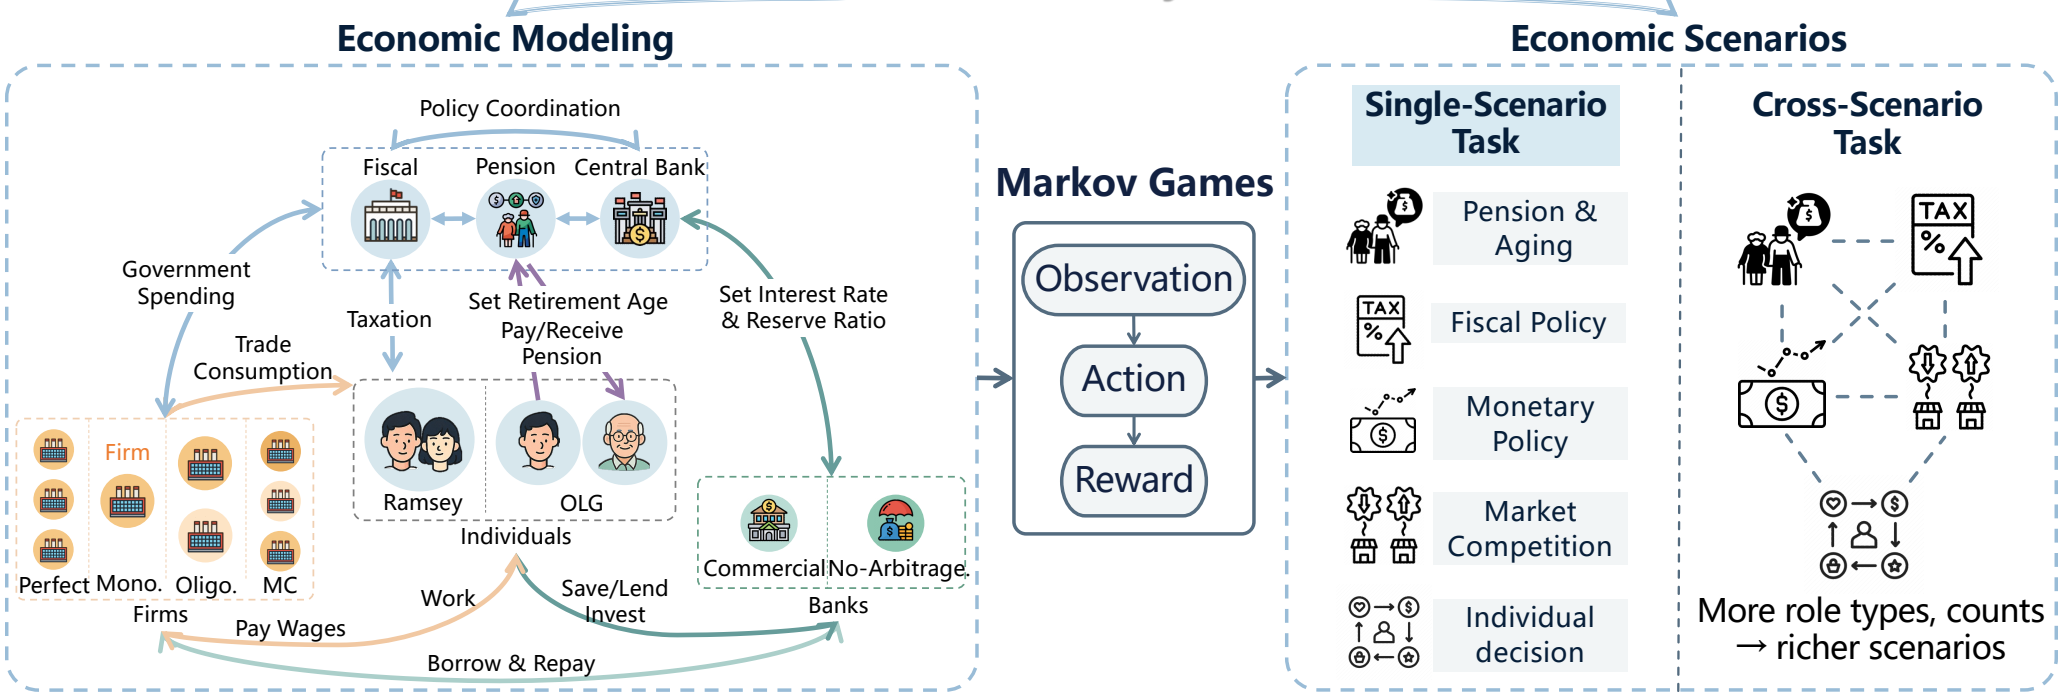 Economic Modeling
Policy Coordination
Fiscal
Pension
Central Bank
Government
Spending
Taxation
Set Retirement Age
Pay/Receive
Pension
Set Interest Rate
& Reserve Ratio
Trade
Consumption
Firm
Perfect
Mono.
Oligo.
MC
Firms
Ramsey
OLG
Individuals
Commercial
No-Arbitrage.
Banks
Work
Pay Wages
Save/Lend
Invest
Borrow & Repay
Markov Games
Observation
Action
Reward
Economic Scenarios
Single-Scenario
Task
Pension &
Aging
TAX
%
Fiscal Policy
$
Monetary
Policy
Market
Competition
$
Individual
decision
Cross-Scenario
Task
$
TAX
%
$
$
More role types, counts
→ richer scenarios